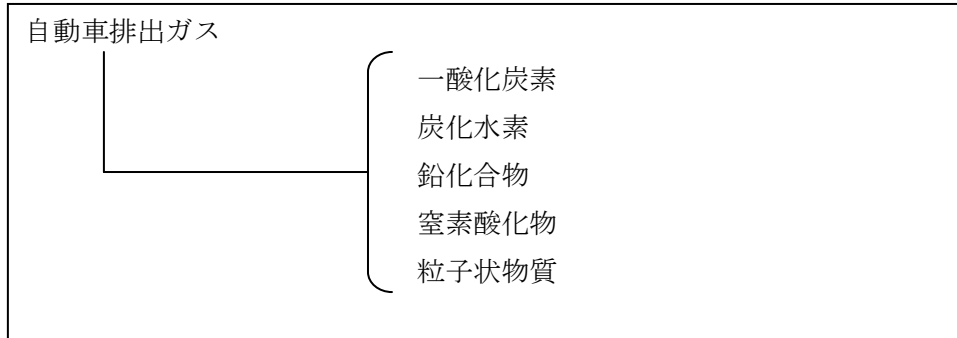 自動車排出ガス
一酸化炭素
炭化水素
鉛化合物
窒素酸化物
粒子状物質